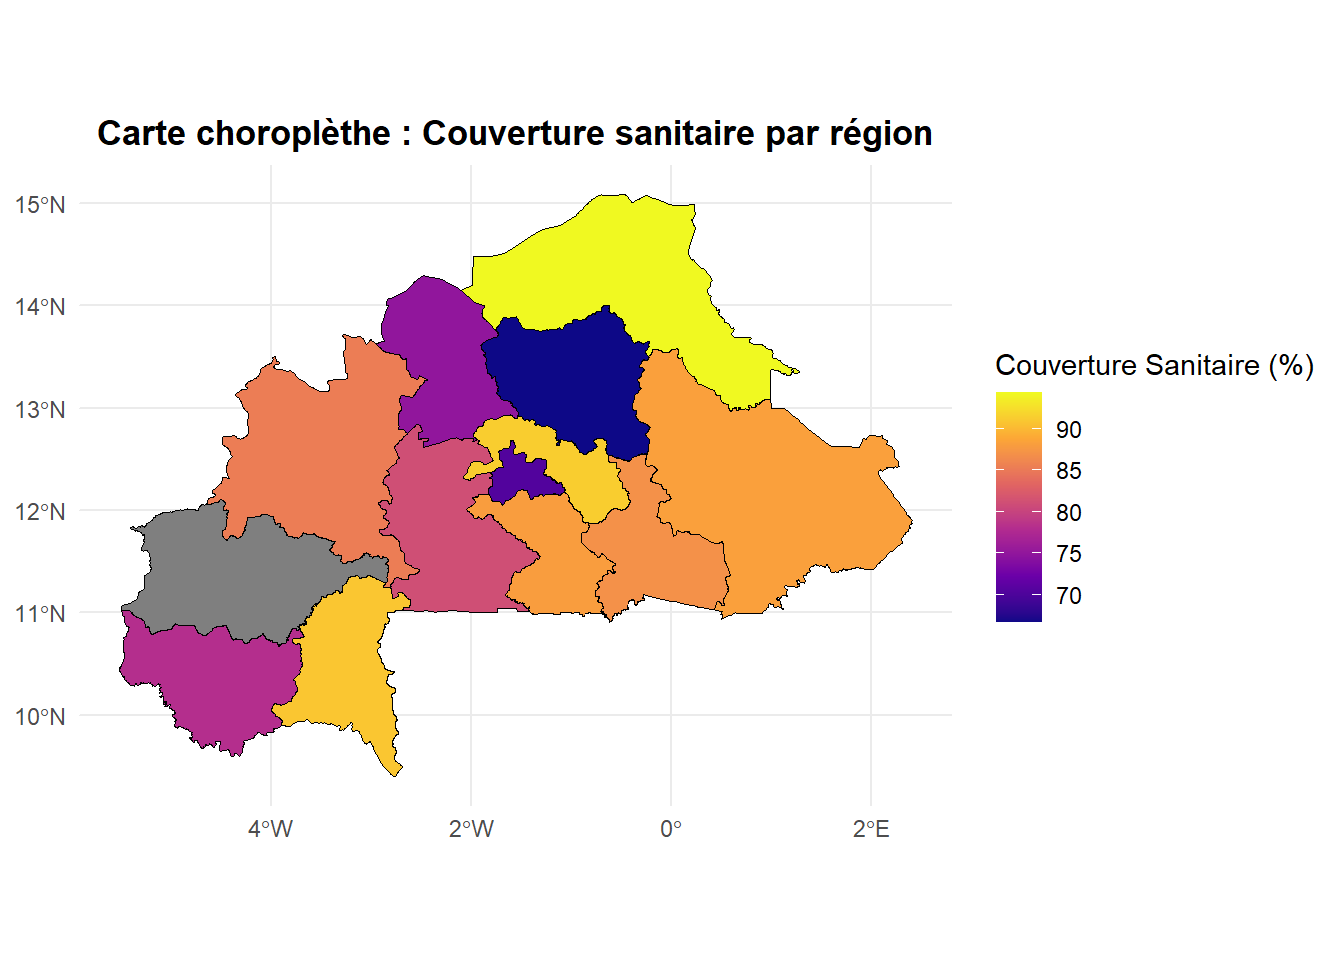 Carte choroplèthe : Couverture sanitaire par région
15°N
14°N
13°N
12°N
11°N
10°N
4°W
2°W
0°
2°E
Couverture Sanitaire (%)
90
85
80
75
70